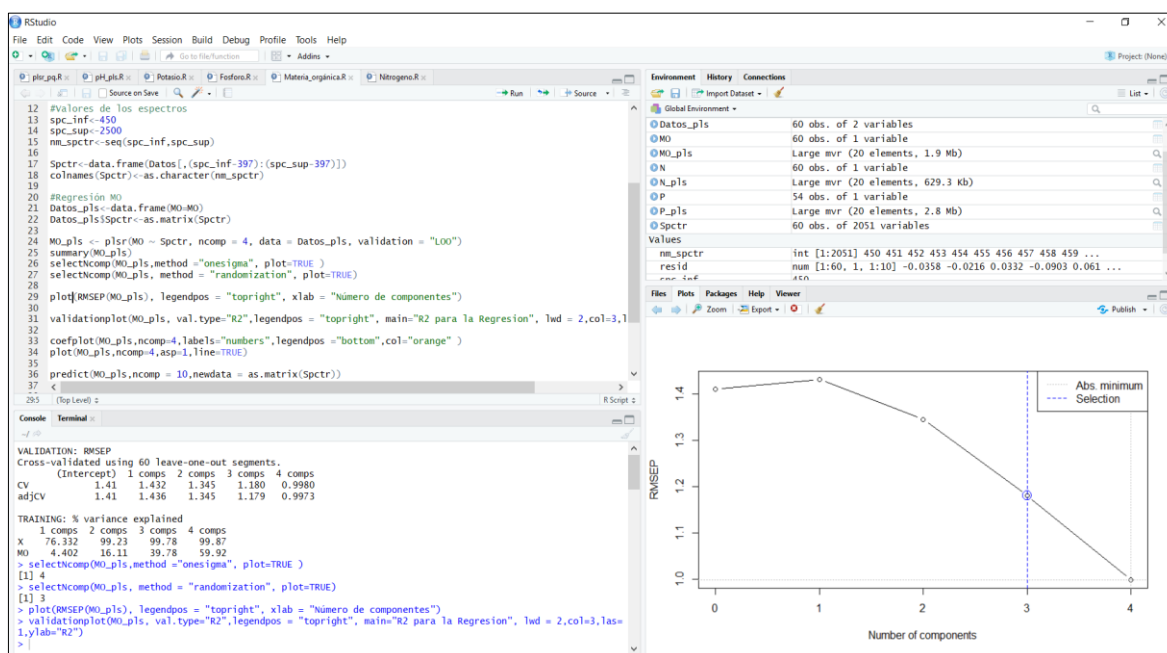 RStudio
File Edit Code View Plots Session Build Debug Profile Tools Help
Go to file/function Addins Project: (None)
plsr_pq.R pH_pls.R Potasio.R Fosforo.R Materia_orgánica.R Nitrogeno.R
Source on Save Run Source
12 #Valores de los espectros
13 spc_inf<-450
14 spc_sup<-2500
15 nm_spctr<-seq(spc_inf,spc_sup)
16
17 Spctr<-data.frame(Datos[,(spc_inf-397):(spc_sup-397)])
18 colnames(Spctr)<-as.character(nm_spctr)
19
20 #Regresión MO
21 Datos_pls<-data.frame(MO=MO)
22 Datos_pls$Spctr<-as.matrix(Spctr)
23
24 MO_pls <- plsr(MO ~ Spctr, ncomp = 4, data = Datos_pls, validation = "LOO")
25 summary(MO_pls)
26 selectNcomp(MO_pls,method ="onesigma", plot=TRUE )
27 selectNcomp(MO_pls, method = "randomization", plot=TRUE)
28
29 plot(RMSEP(MO_pls), legendpos = "topright", xlab = "Número de componentes")
30
31 validationplot(MO_pls, val.type="R2",legendpos = "topright", main="R2 para la Regresion", lwd = 2,col=3,l
32
33 coefplot(MO_pls,ncomp=4,labels="numbers",legendpos ="bottom",col="orange" )
34 plot(MO_pls,ncomp=4,asp=1,line=TRUE)
35
36 predict(MO_pls,ncomp = 10,newdata = as.matrix(Spctr))
37
29:5 (Top Level) R Script
Console Terminal
~/
VALIDATION: RMSEP
Cross-validated using 60 leave-one-out segments.
(Intercept) 1 comps 2 comps 3 comps 4 comps
CV 1.41 1.432 1.345 1.180 0.9980
adjCV 1.41 1.436 1.345 1.179 0.9973
TRAINING: % variance explained
1 comps 2 comps 3 comps 4 comps
X 76.332 99.23 99.78 99.87
MO 4.402 16.11 39.78 59.92
> selectNcomp(MO_pls,method ="onesigma", plot=TRUE )
[1] 4
> selectNcomp(MO_pls, method = "randomization", plot=TRUE)
[1] 3
> plot(RMSEP(MO_pls), legendpos = "topright", xlab = "Número de componentes")
> validationplot(MO_pls, val.type="R2",legendpos = "topright", main="R2 para la Regresion", lwd = 2,col=3,las=
1,ylab="R2")
>
Environment History Connections
Import Dataset List
Global Environment
Datos_pls 60 obs. of 2 variables
MO 60 obs. of 1 variable
MO_pls Large mvr (20 elements, 1.9 Mb)
N 60 obs. of 1 variable
N_pls Large mvr (20 elements, 629.3 Kb)
P 54 obs. of 1 variable
P_pls Large mvr (20 elements, 2.8 Mb)
Spctr 60 obs. of 2051 variables
Values
nm_spctr int [1:2051] 450 451 452 453 454 455 456 457 458 459 ...
resid num [1:60, 1, 1:10] -0.0358 -0.0216 0.0332 -0.0903 0.061 ...
spc_inf 450
Files Plots Packages Help Viewer
Zoom Export Publish
Abs. minimum
Selection
RMSEP
1.4
1.3
1.2
1.1
1.0
0 1 2 3 4
Number of components